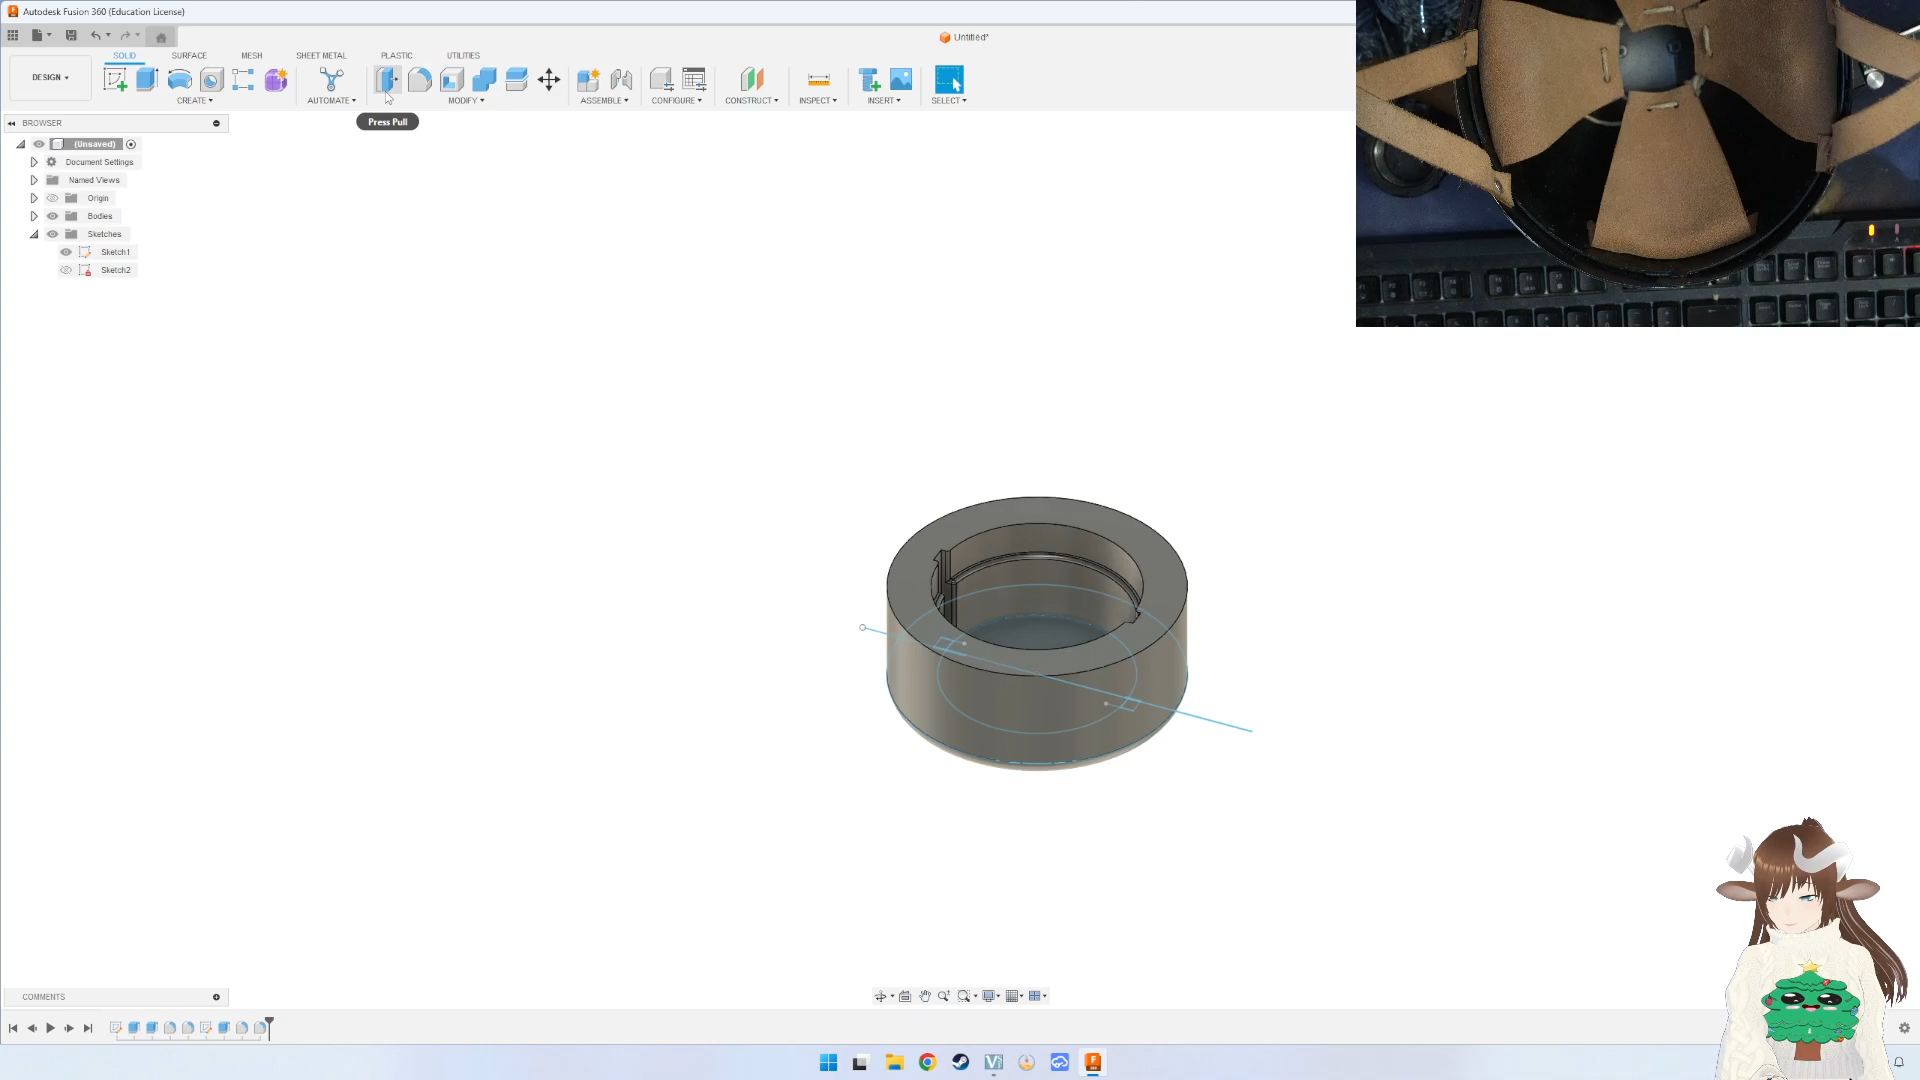 Autodesk Fusion 360 (Education License)
Untitled*
SOLID SURFACE MESH SHEET METAL PLASTIC UTILITIES
DESIGN
CREATE AUTOMATE MODIFY ASSEMBLE CONFIGURE CONSTRUCT INSPECT INSERT SELECT
Press Pull
BROWSER
(Unsaved)
Document Settings
Named Views
Origin
Bodies
Sketches
Sketch1
Sketch2
COMMENTS